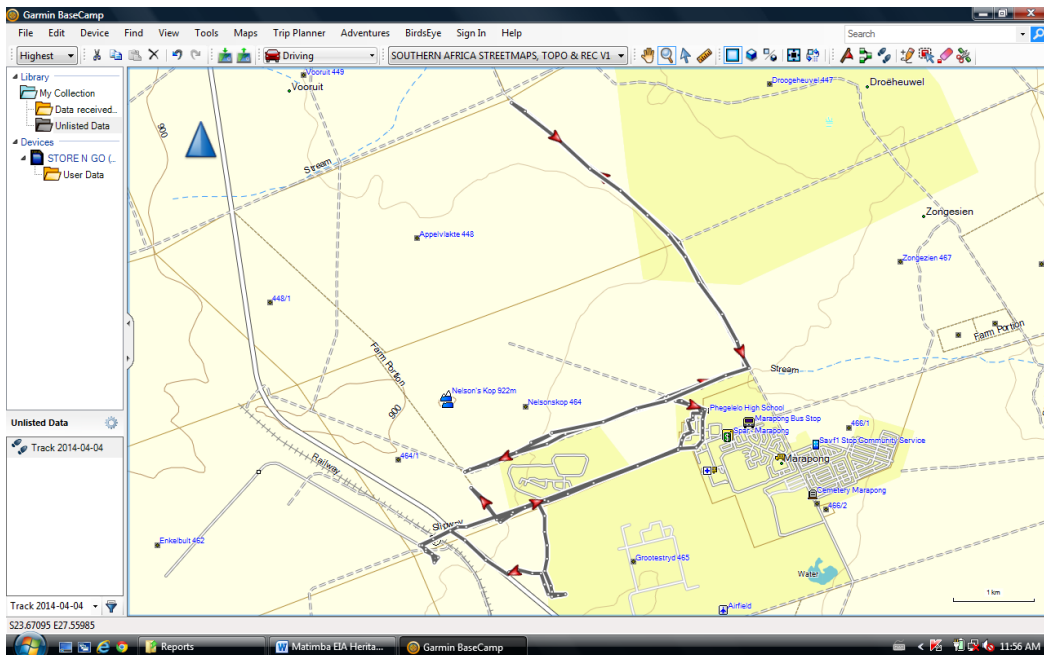 Garmin BaseCamp
File Edit Device Find View Tools Maps Trip Planner Adventures BirdsEye Sign In Help
Search
Highest
Driving
SOUTHERN AFRICA STREETMAPS, TOPO & REC V1
Library
My Collection
Data received...
Unlisted Data
Devices
STORE N GO (...
User Data
Unlisted Data
Track 2014-04-04
Track 2014-04-04
Vooruit 449
Vooruit
Droogeheuvel 447
Droëheuwel
900
Stream
Zongesien
Appelvlakte 448
Zongezien 467
448/1
Farm Portion
Farm Portion
Stream
Nelson's Kop 922m
900
Nelsonskop 464
Phegelelo High School
Marapong Bus Stop
466/1
Spar - Marapong
Savf1 Stop Community Service
464/1
Marapong
Railway
Cemetery Marapong
466/2
Slipway
Enkelbult 462
Grootestryd 465
Water
Airfield
1 km
S23.67095 E27.55985
Reports
Matimba EIA Herita...
Garmin BaseCamp
11:56 AM